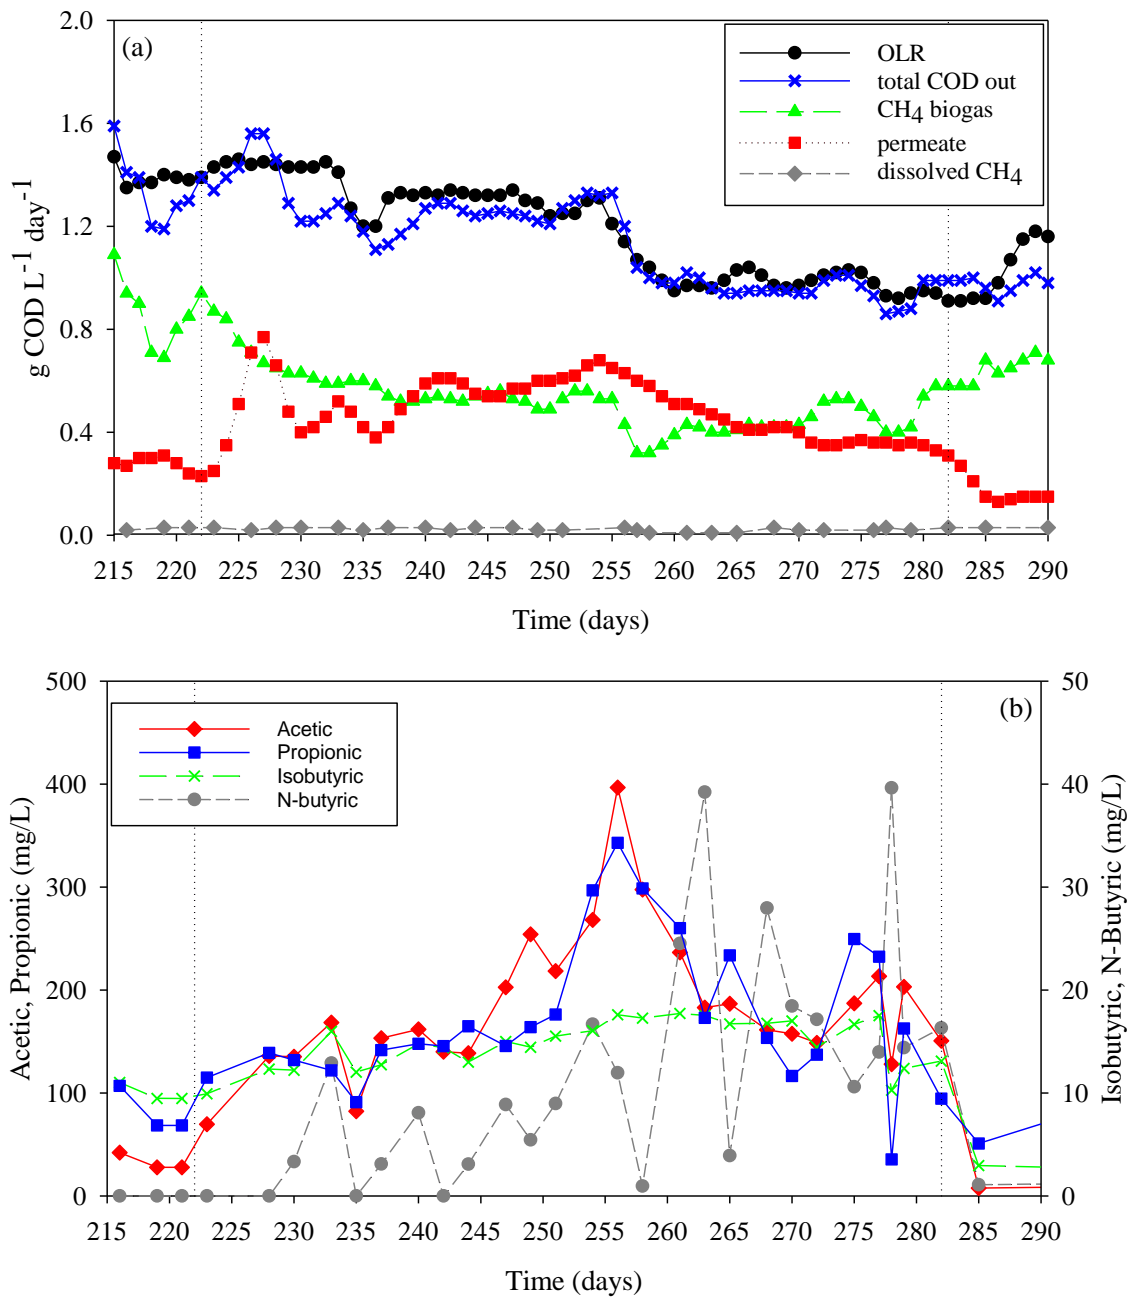 (a)
OLR
total COD out
CH4 biogas
permeate
dissolved CH4
g COD L-1 day-1
2.0
1.6
1.2
0.8
0.4
0.0
215 220 225 230 235 240 245 250 255 260 265 270 275 280 285 290
Time (days)
(b)
Acetic
Propionic
Isobutyric
N-butyric
Acetic, Propionic (mg/L)
500
400
300
200
100
0
Isobutyric, N-Butyric (mg/L)
50
40
30
20
10
0
215 220 225 230 235 240 245 250 255 260 265 270 275 280 285 290
Time (days)